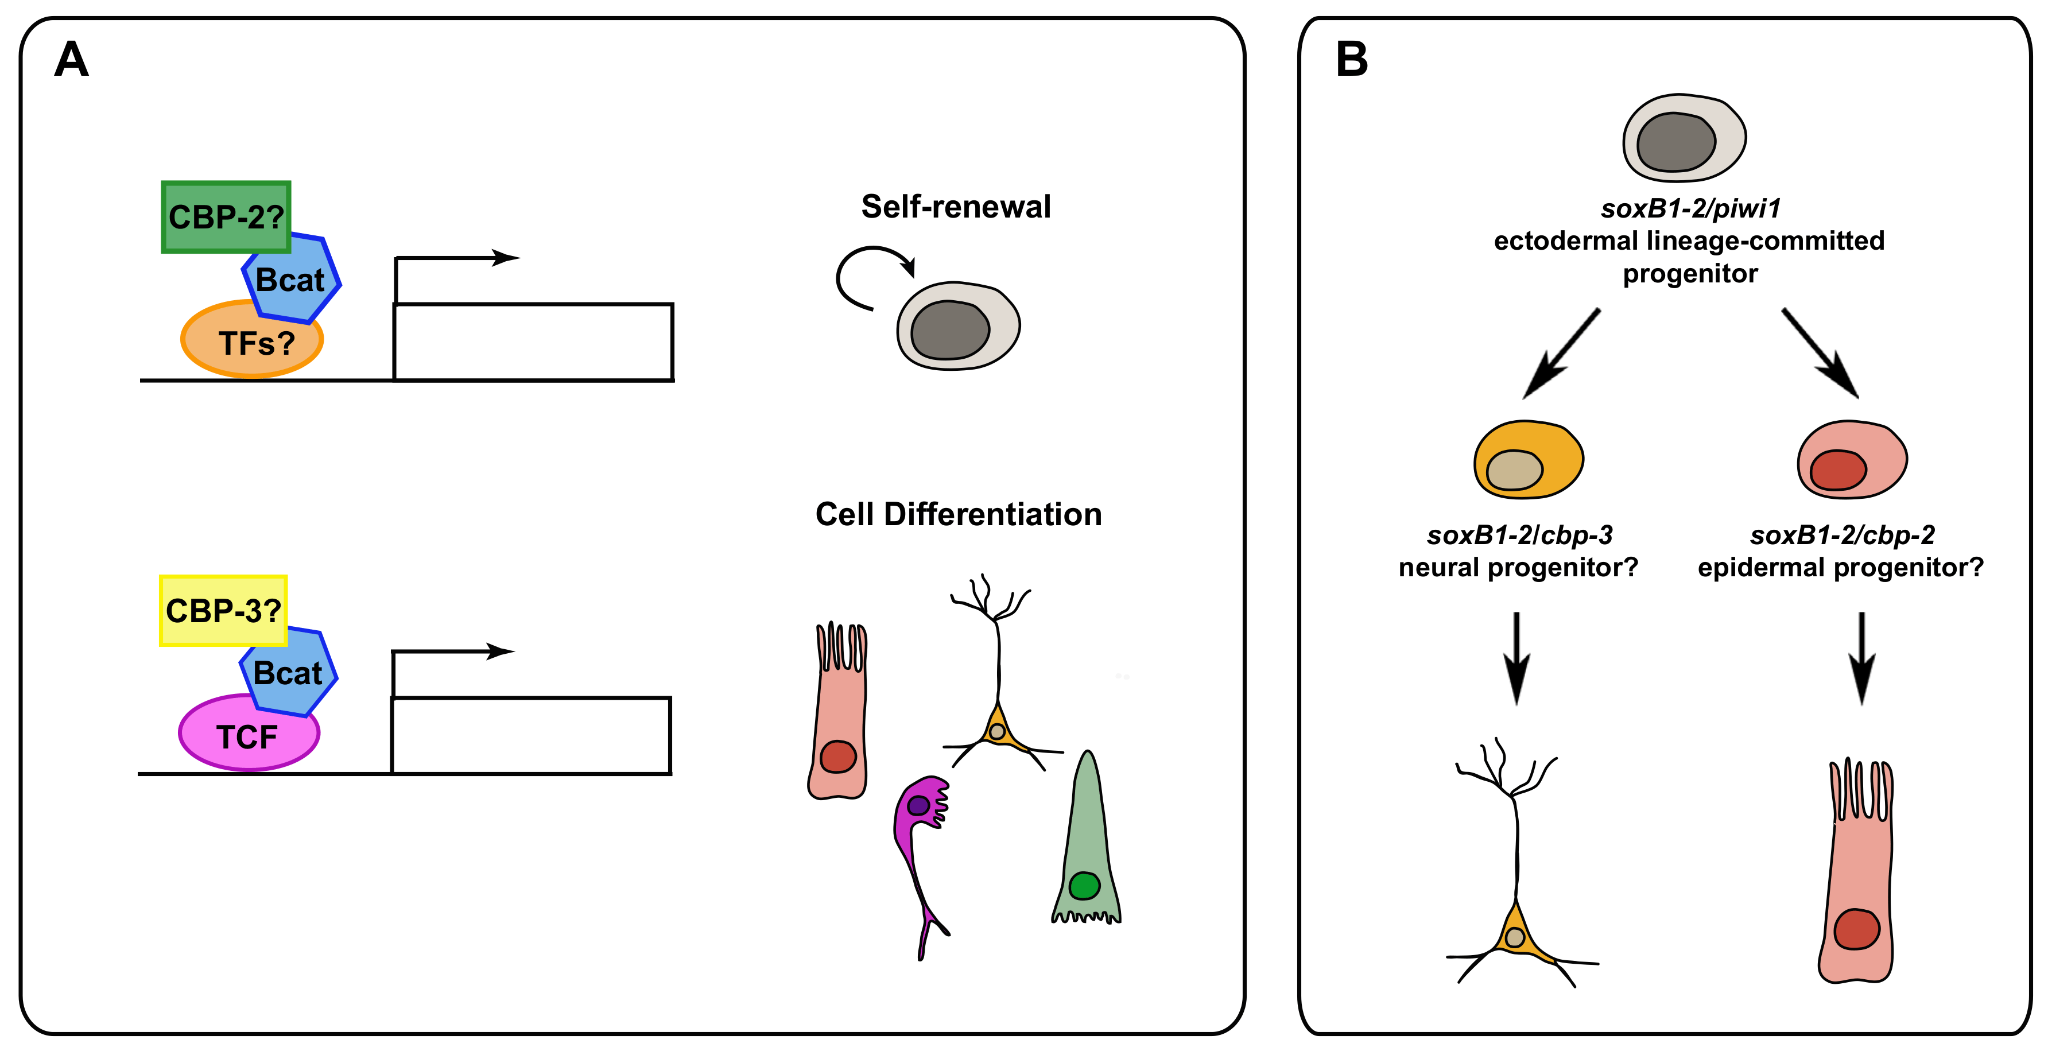 A
CBP-2?
Bcat
TFs?
Self-renewal
CBP-3?
Bcat
TCF
Cell Differentiation
B
soxB1-2/piwi1
ectodermal lineage-committed
progenitor
soxB1-2/cbp-3
neural progenitor?
soxB1-2/cbp-2
epidermal progenitor?